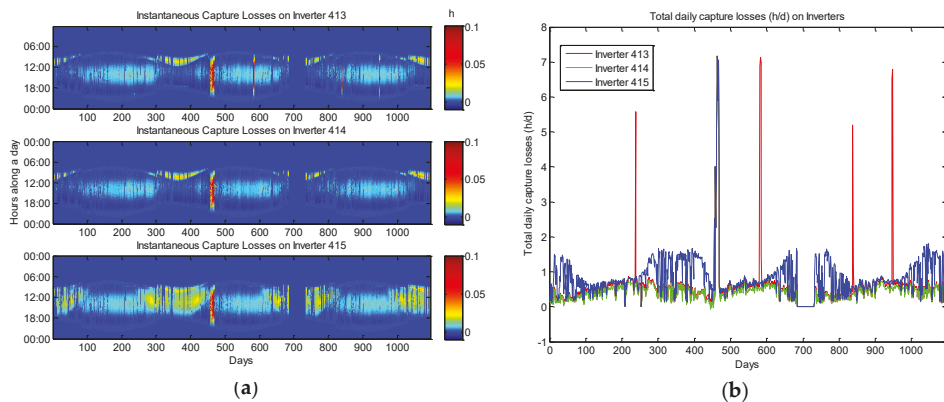 Instantaneous Capture Losses on Inverter 413
h
0.1
0.05
0
06:00
12:00
18:00
00:00
100 200 300 400 500 600 700 800 900 1000
Instantaneous Capture Losses on Inverter 414
0.1
0.05
0
00:00
06:00
12:00
18:00
00:00
100 200 300 400 500 600 700 800 900 1000
Hours along a day
Instantaneous Capture Losses on Inverter 415
0.1
0.05
0
00:00
06:00
12:00
18:00
00:00
100 200 300 400 500 600 700 800 900 1000
Days
(a)
Total daily capture losses (h/d) on Inverters
Inverter 413
Inverter 414
Inverter 415
Total daily capture losses (h/d)
8
7
6
5
4
3
2
1
0
-1
0 100 200 300 400 500 600 700 800 900 1000
Days
(b)